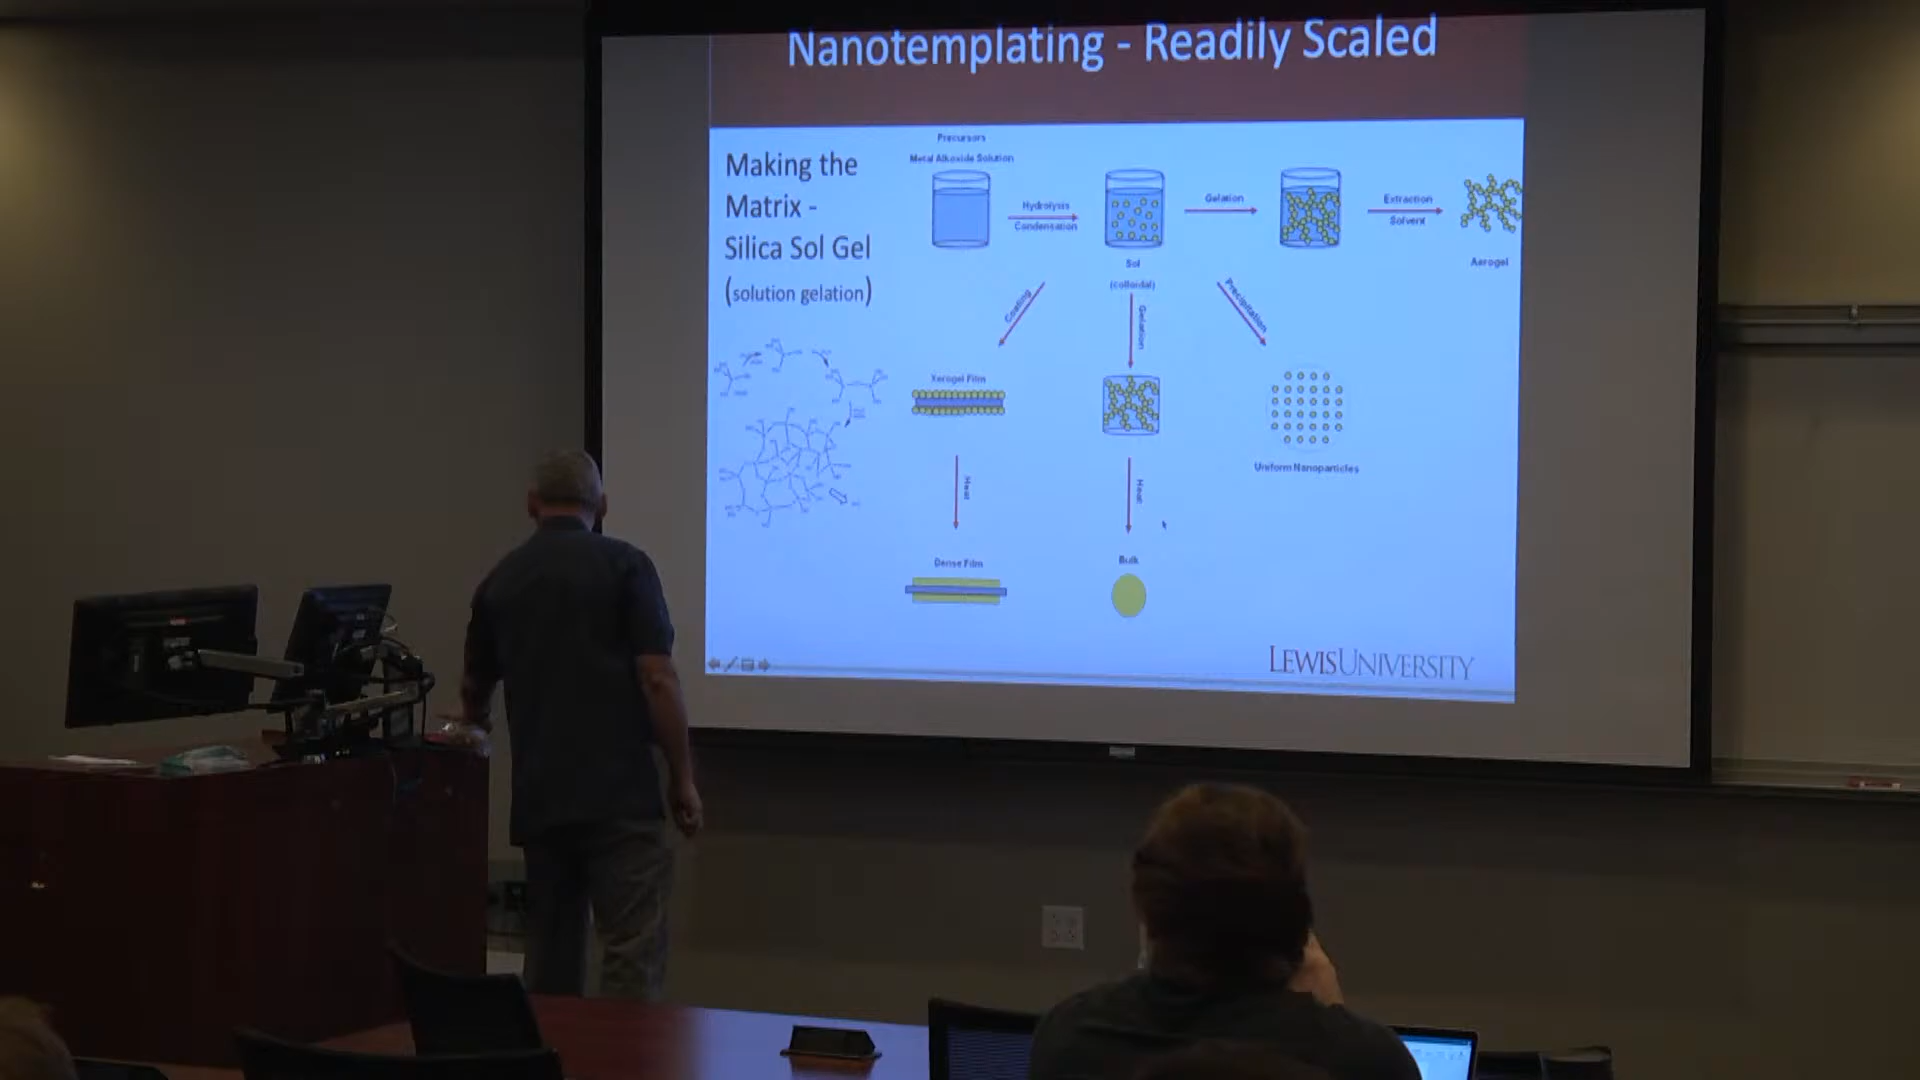 Nanotemplating - Readily Scaled
Making the
Matrix -
Silica Sol Gel
(solution gelation)
Precursors
Metal Alkoxide Solution
Hydrolysis
Condensation
Gelation
Extraction
Solvent
Sol
(colloidal)
Aerogel
Coating
Gelation
Precipitation
Xerogel Film
Uniform Nanoparticles
Heat
Heat
Dense Film
Bulk
LEWIS UNIVERSITY